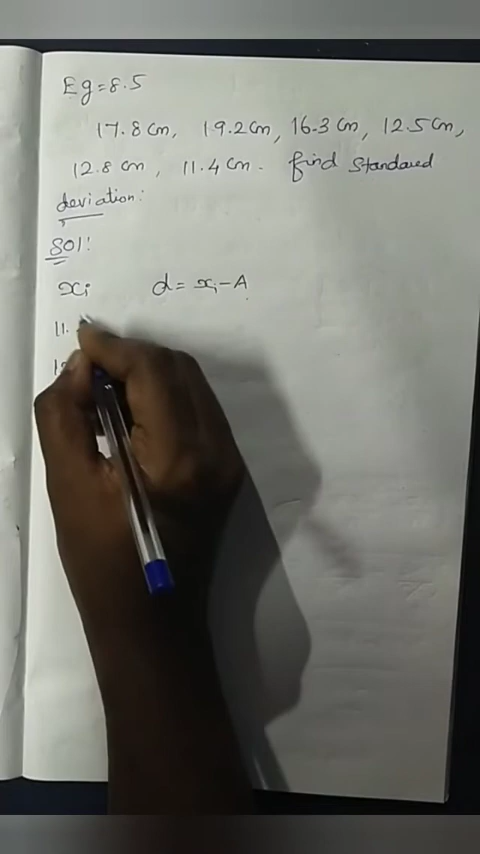 Eg=8.5
17.8 cm, 19.2 cm, 16.3 cm, 12.5 cm,
12.8 cm, 11.4 cm. find standared
deviation:
Sol:
xi d = xi-A
11.